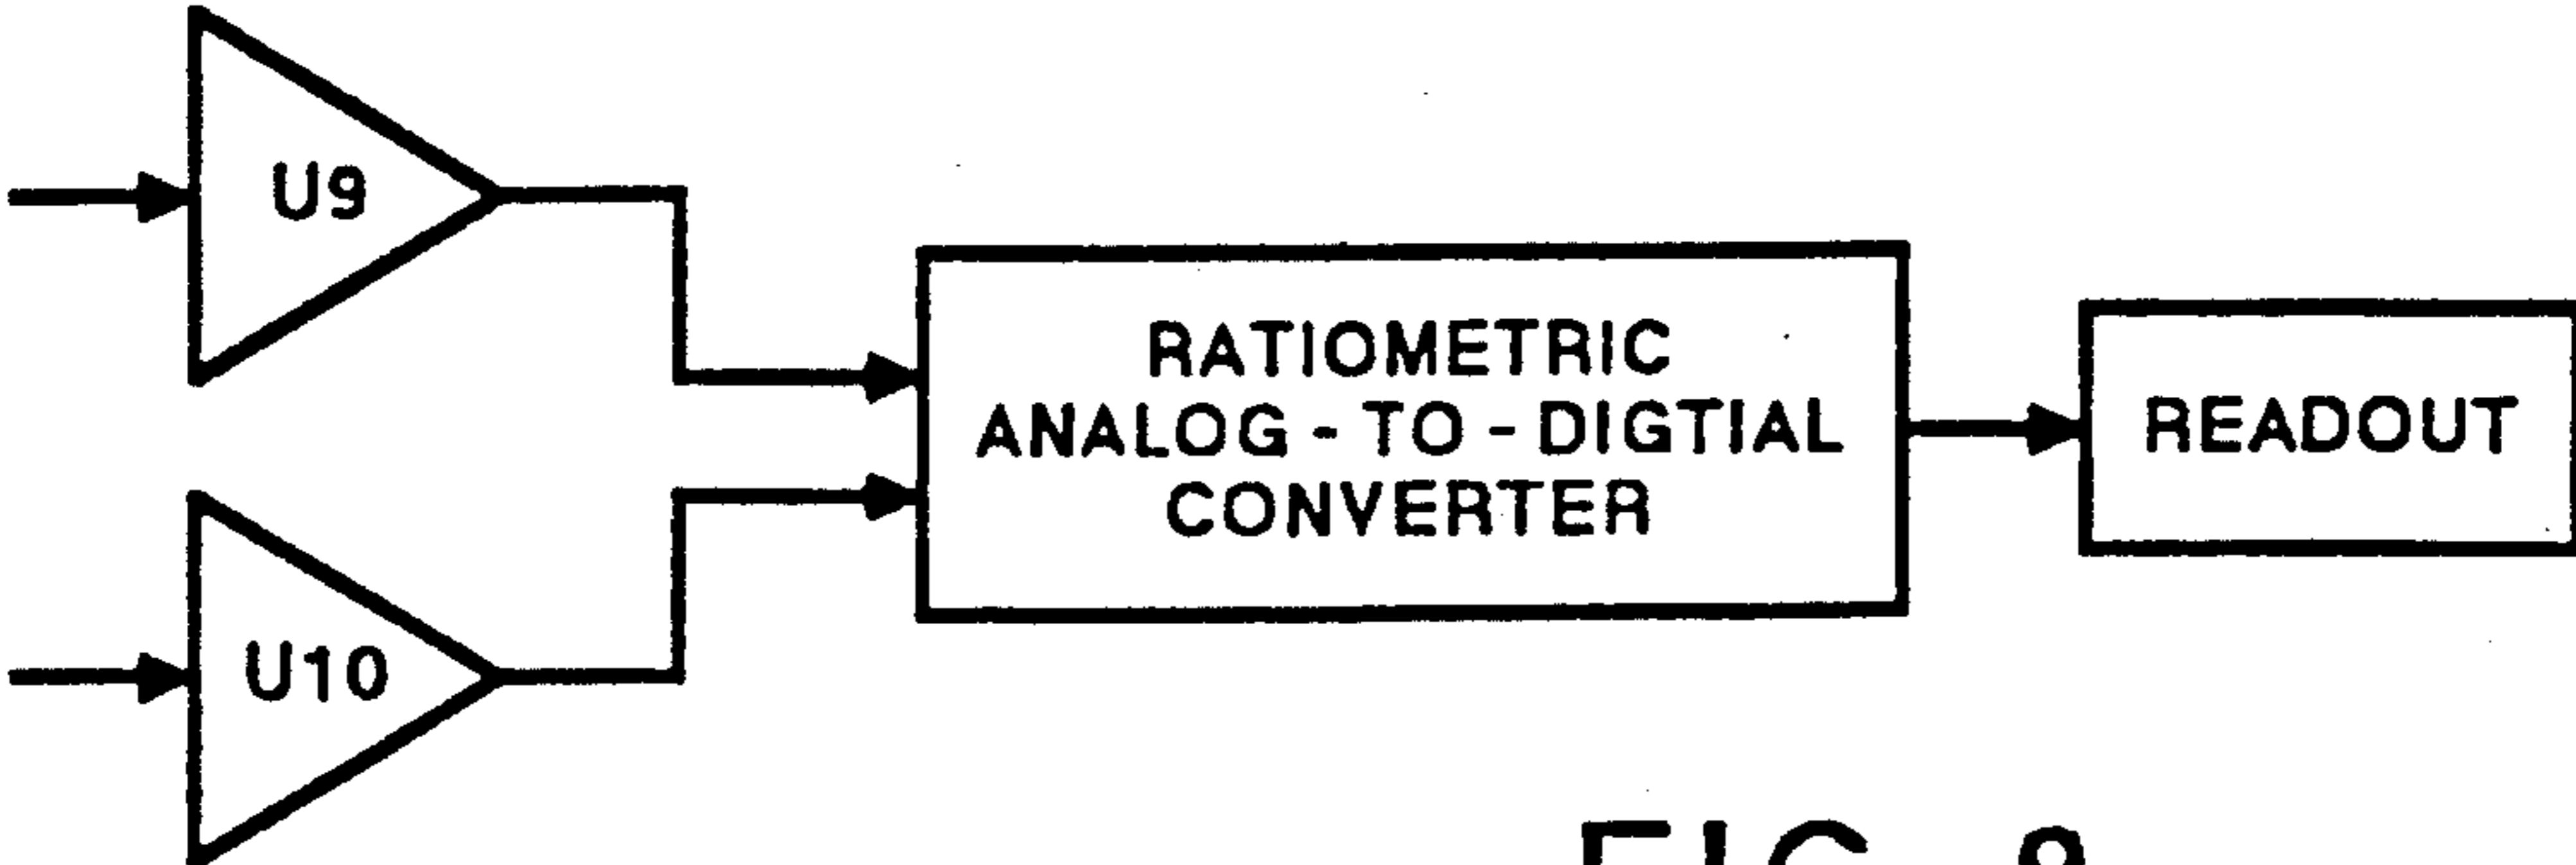 U9
RATIOMETRIC
ANALOG - TO - DIGTIAL
CONVERTER
READOUT
U10